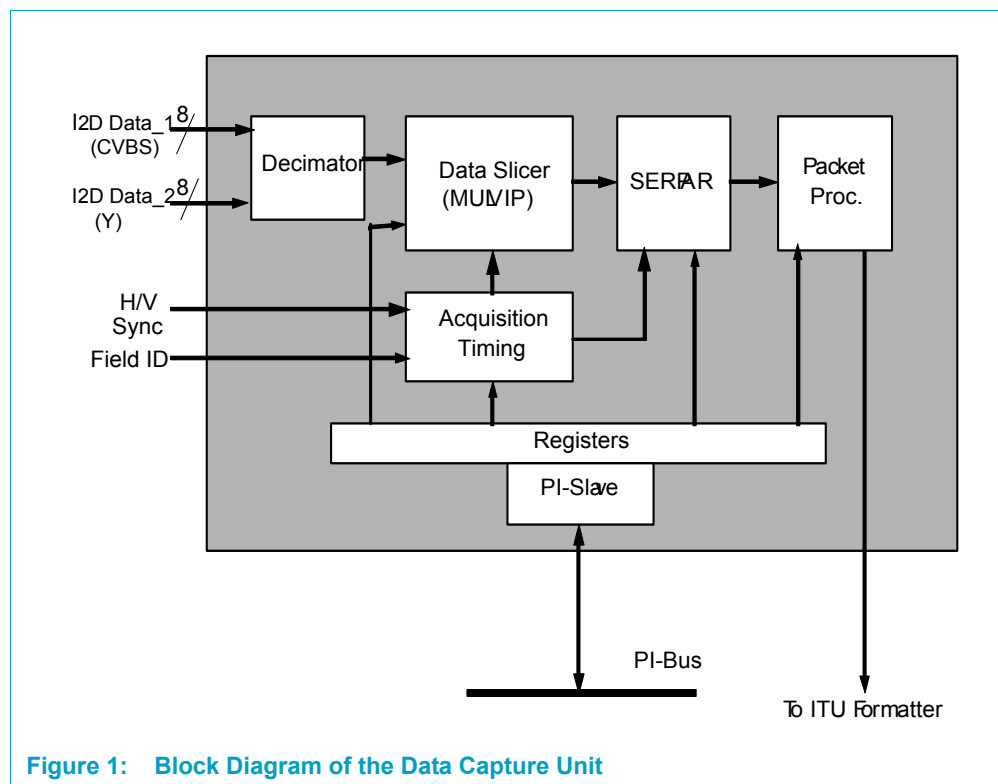 I2D Data_1
8
(CVBS)
I2D Data_2
8
(Y)
Decimator
Data Slicer
(MULVIP)
SERPAR
Packet
Proc.
H/V
Sync
Field ID
Acquisition
Timing
Registers
PI-Slave
PI-Bus
To ITU Formatter
Figure 1: Block Diagram of the Data Capture Unit